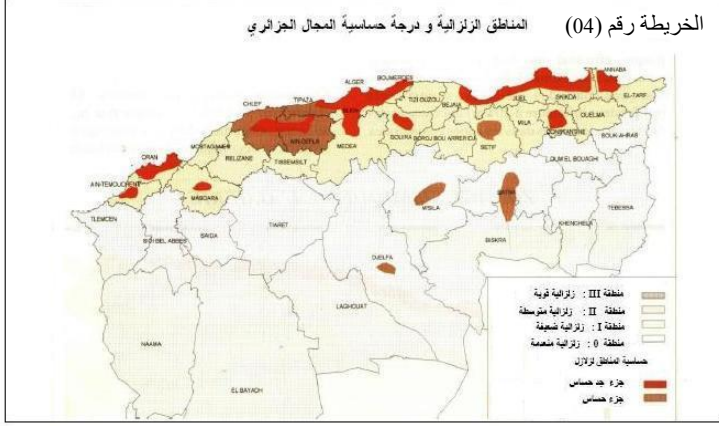 الخريطة رقم (04) المناطق الزلزالية و درجة حساسية المجال الجزائري
ALGER
BOUMERDES
ANNABA
TIPAZA
CHLEF
TIZI OUZOU
BEJAIA
JIJEL
SKIKDA
EL-TARF
GUELMA
MILA
CONSTANTINE
SOUK-AHRAS
BOUIRA
BORDJ BOU ARRERIDJ
SETIF
AIN-DEFLA
MEDEA
MOSTAGANEM
RELIZANE
TISSEMSILT
ORAN
AIN-TEMOUCHENT
MASCARA
OUM EL BOUAGHI
BATNA
M'SILA
TEBESSA
KHENCHELA
TLEMCEN
SIDI BEL ABBES
SAIDA
TIARET
BISKRA
DJELFA
LAGHOUAT
NAAMA
EL BAYADH
منطقة III : زلزالية قوية
منطقة II : زلزالية متوسطة
منطقة I : زلزالية ضعيفة
منطقة 0 : زلزالية منعدمة
حساسية المناطق لزلازل
جزء جد حساس
جزء حساس